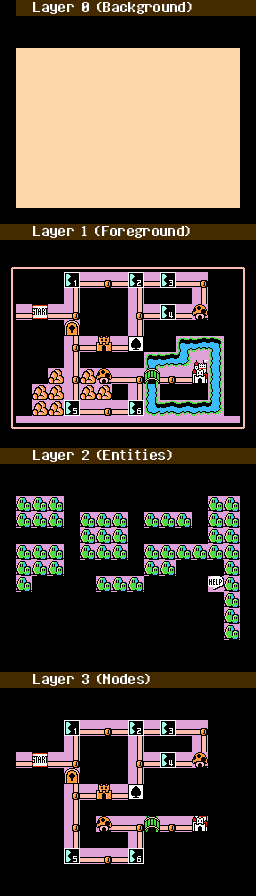 Layer 0 (Background)
Layer 1 (Foreground)
1 2 3
START 4
5 6
Layer 2 (Entities)
HELP
Layer 3 (Nodes)
1 2 3
START 4
5 6